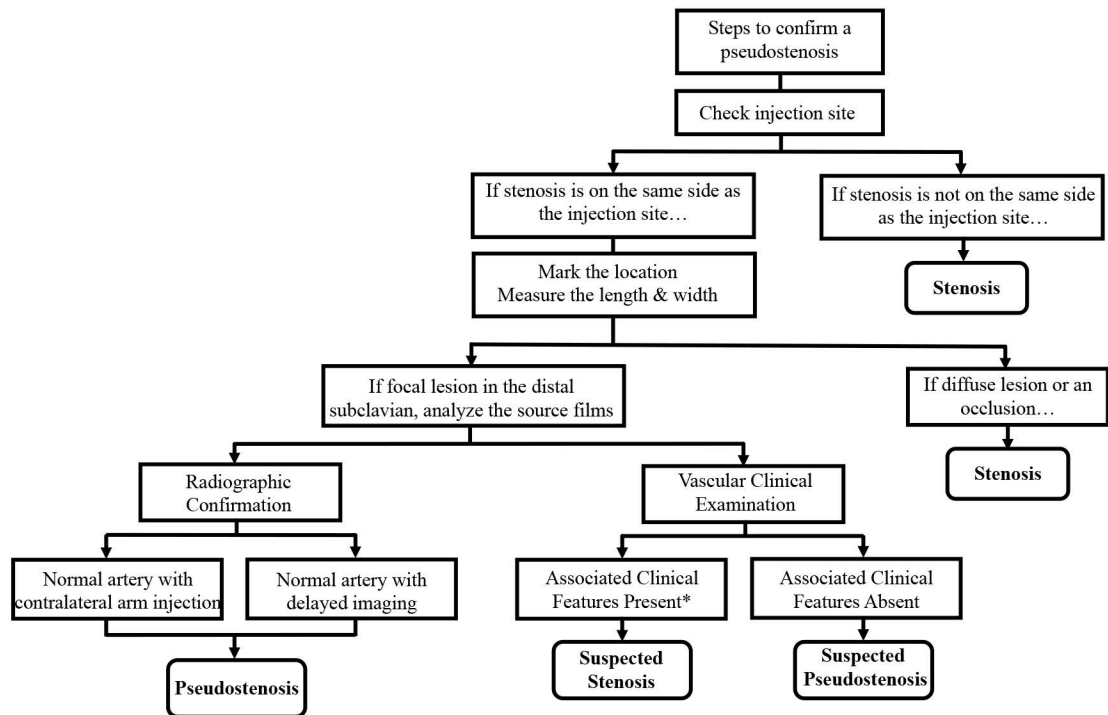 Steps to confirm a
pseudostenosis
Check injection site
If stenosis is on the same side as
the injection site…
If stenosis is not on the same side
as the injection site…
Mark the location
Measure the length & width
Stenosis
If focal lesion in the distal
subclavian, analyze the source films
If diffuse lesion or an
occlusion…
Radiographic
Confirmation
Vascular Clinical
Examination
Stenosis
Normal artery with
contralateral arm injection
Normal artery with
delayed imaging
Associated Clinical
Features Present*
Associated Clinical
Features Absent
Pseudostenosis
Suspected
Stenosis
Suspected
Pseudostenosis